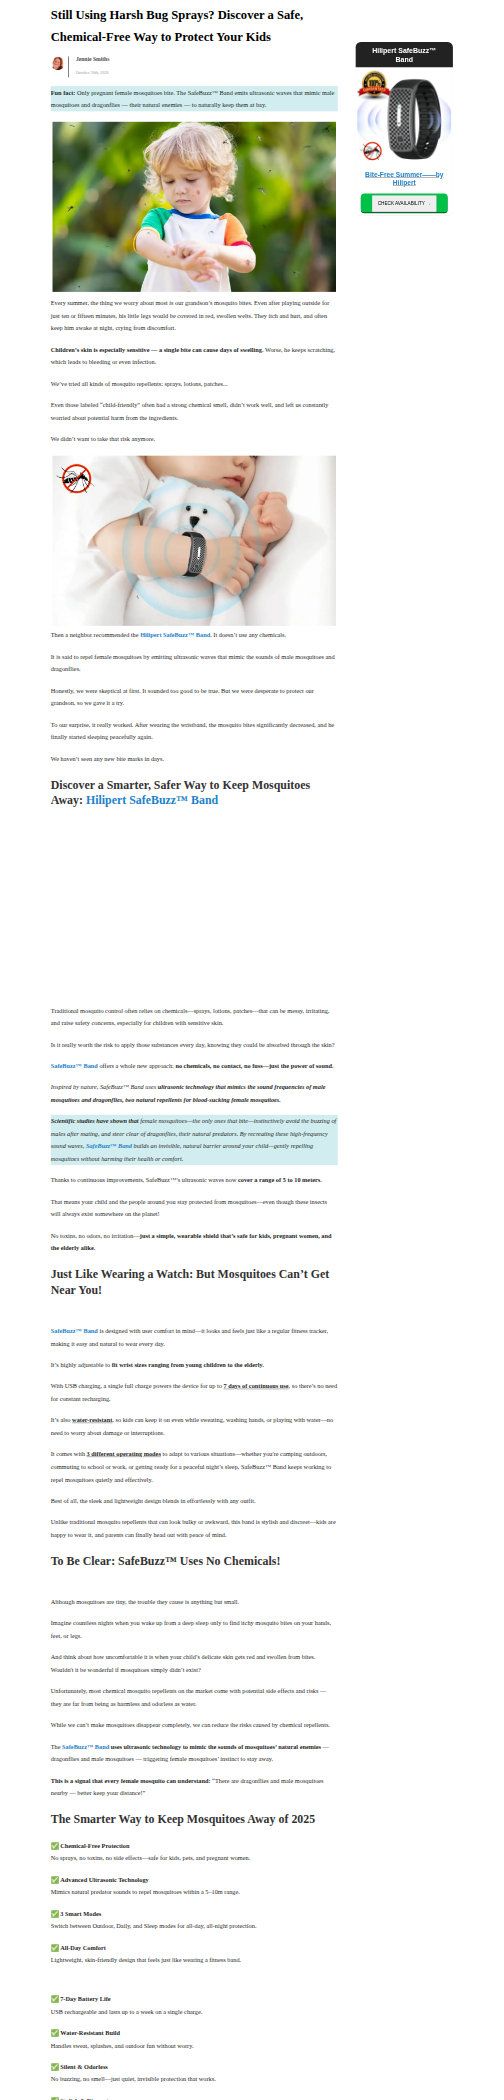 Still Using Harsh Bug Sprays? Discover a Safe,
Chemical-Free Way to Protect Your Kids
Jennie Smiths
Fun fact: Only pregnant female mosquitoes bite. The SafeBuzz™ Band emits ultrasonic waves that mimic male
mosquitoes and dragonflies — their natural enemies — to naturally keep them at bay.
Hilipert SafeBuzz™
Band
100%
Bite-Free Summer——by
Hilipert
CHECK AVAILABILITY →
Every summer, the thing we worry about most is our grandson’s mosquito bites. Even after playing outside for
just ten or fifteen minutes, his little legs would be covered in red, swollen welts. They itch and hurt, and often
keep him awake at night, crying from discomfort.
Children’s skin is especially sensitive — a single bite can cause days of swelling. Worse, he keeps scratching,
which leads to bleeding or even infection.
We’ve tried all kinds of mosquito repellents: sprays, lotions, patches...
Even those labeled “child-friendly” often had a strong chemical smell, didn’t work well, and left us constantly
worried about potential harm from the ingredients.
We didn’t want to take that risk anymore.
Then a neighbor recommended the Hilipert SafeBuzz™ Band. It doesn’t use any chemicals.
It is said to repel female mosquitoes by emitting ultrasonic waves that mimic the sounds of male mosquitoes and
dragonflies.
Honestly, we were skeptical at first. It sounded too good to be true. But we were desperate to protect our
grandson, so we gave it a try.
To our surprise, it really worked. After wearing the wristband, the mosquito bites significantly decreased, and he
finally started sleeping peacefully again.
We haven’t seen any new bite marks in days.
Discover a Smarter, Safer Way to Keep Mosquitoes
Away: Hilipert SafeBuzz™ Band
Traditional mosquito control often relies on chemicals—sprays, lotions, patches—that can be messy, irritating,
and raise safety concerns, especially for children with sensitive skin.
Is it really worth the risk to apply those substances every day, knowing they could be absorbed through the skin?
SafeBuzz™ Band offers a whole new approach: no chemicals, no contact, no fuss—just the power of sound.
Inspired by nature, SafeBuzz™ Band uses ultrasonic technology that mimics the sound frequencies of male
mosquitoes and dragonflies, two natural repellents for blood-sucking female mosquitoes.
Scientific studies have shown that female mosquitoes—the only ones that bite—instinctively avoid the buzzing of
males after mating, and steer clear of dragonflies, their natural predators. By recreating these high-frequency
sound waves, SafeBuzz™ Band builds an invisible, natural barrier around your child—gently repelling
mosquitoes without harming their health or comfort.
Thanks to continuous improvements, SafeBuzz™’s ultrasonic waves now cover a range of 5 to 10 meters.
That means your child and the people around you stay protected from mosquitoes—even though these insects
will always exist somewhere on the planet!
No toxins, no odors, no irritation—just a simple, wearable shield that’s safe for kids, pregnant women, and
the elderly alike.
Just Like Wearing a Watch: But Mosquitoes Can’t Get
Near You!
SafeBuzz™ Band is designed with user comfort in mind—it looks and feels just like a regular fitness tracker,
making it easy and natural to wear every day.
It’s highly adjustable to fit wrist sizes ranging from young children to the elderly.
With USB charging, a single full charge powers the device for up to 7 days of continuous use, so there’s no need
for constant recharging.
It’s also water-resistant, so kids can keep it on even while sweating, washing hands, or playing with water—no
need to worry about damage or interruptions.
It comes with 3 different operating modes to adapt to various situations—whether you're camping outdoors,
commuting to school or work, or getting ready for a peaceful night’s sleep, SafeBuzz™ Band keeps working to
repel mosquitoes quietly and effectively.
Best of all, the sleek and lightweight design blends in effortlessly with any outfit.
Unlike traditional mosquito repellents that can look bulky or awkward, this band is stylish and discreet—kids are
happy to wear it, and parents can finally head out with peace of mind.
To Be Clear: SafeBuzz™ Uses No Chemicals!
Although mosquitoes are tiny, the trouble they cause is anything but small.
Imagine countless nights when you wake up from a deep sleep only to find itchy mosquito bites on your hands,
feet, or legs.
And think about how uncomfortable it is when your child’s delicate skin gets red and swollen from bites.
Wouldn't it be wonderful if mosquitoes simply didn’t exist?
Unfortunately, most chemical mosquito repellents on the market come with potential side effects and risks —
they are far from being as harmless and odorless as water.
While we can’t make mosquitoes disappear completely, we can reduce the risks caused by chemical repellents.
The SafeBuzz™ Band uses ultrasonic technology to mimic the sounds of mosquitoes’ natural enemies —
dragonflies and male mosquitoes — triggering female mosquitoes’ instinct to stay away.
This is a signal that every female mosquito can understand: “There are dragonflies and male mosquitoes
nearby — better keep your distance!”
The Smarter Way to Keep Mosquitoes Away of 2025
✅ Chemical-Free Protection
No sprays, no toxins, no side effects—safe for kids, pets, and pregnant women.
✅ Advanced Ultrasonic Technology
Mimics natural predator sounds to repel mosquitoes within a 5–10m range.
✅ 3 Smart Modes
Switch between Outdoor, Daily, and Sleep modes for all-day, all-night protection.
✅ All-Day Comfort
Lightweight, skin-friendly design that feels just like wearing a fitness band.
✅ 7-Day Battery Life
USB rechargeable and lasts up to a week on a single charge.
✅ Water-Resistant Build
Handles sweat, splashes, and outdoor fun without worry.
✅ Silent & Odorless
No buzzing, no smell—just quiet, invisible protection that works.